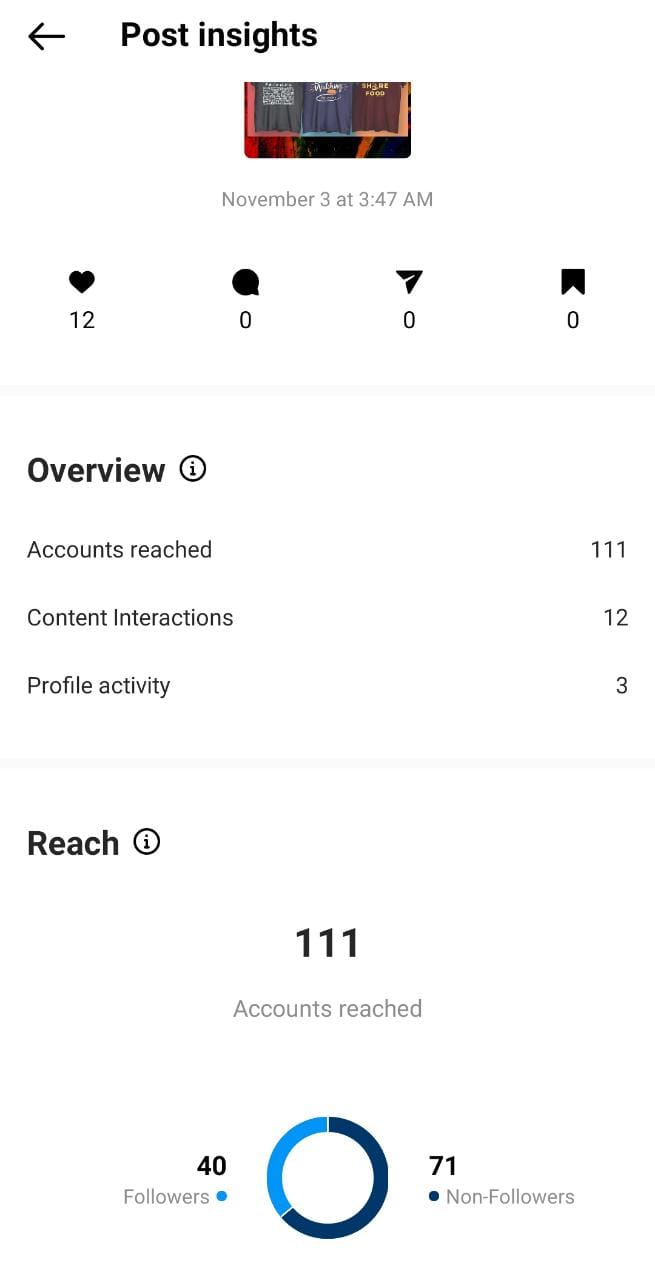 Post insights
SHARE
FOOD
November 3 at 3:47 AM
12
0
0
0
Overview
Accounts reached 111
Content Interactions 12
Profile activity 3
Reach
111
Accounts reached
40
Followers
71
Non-Followers